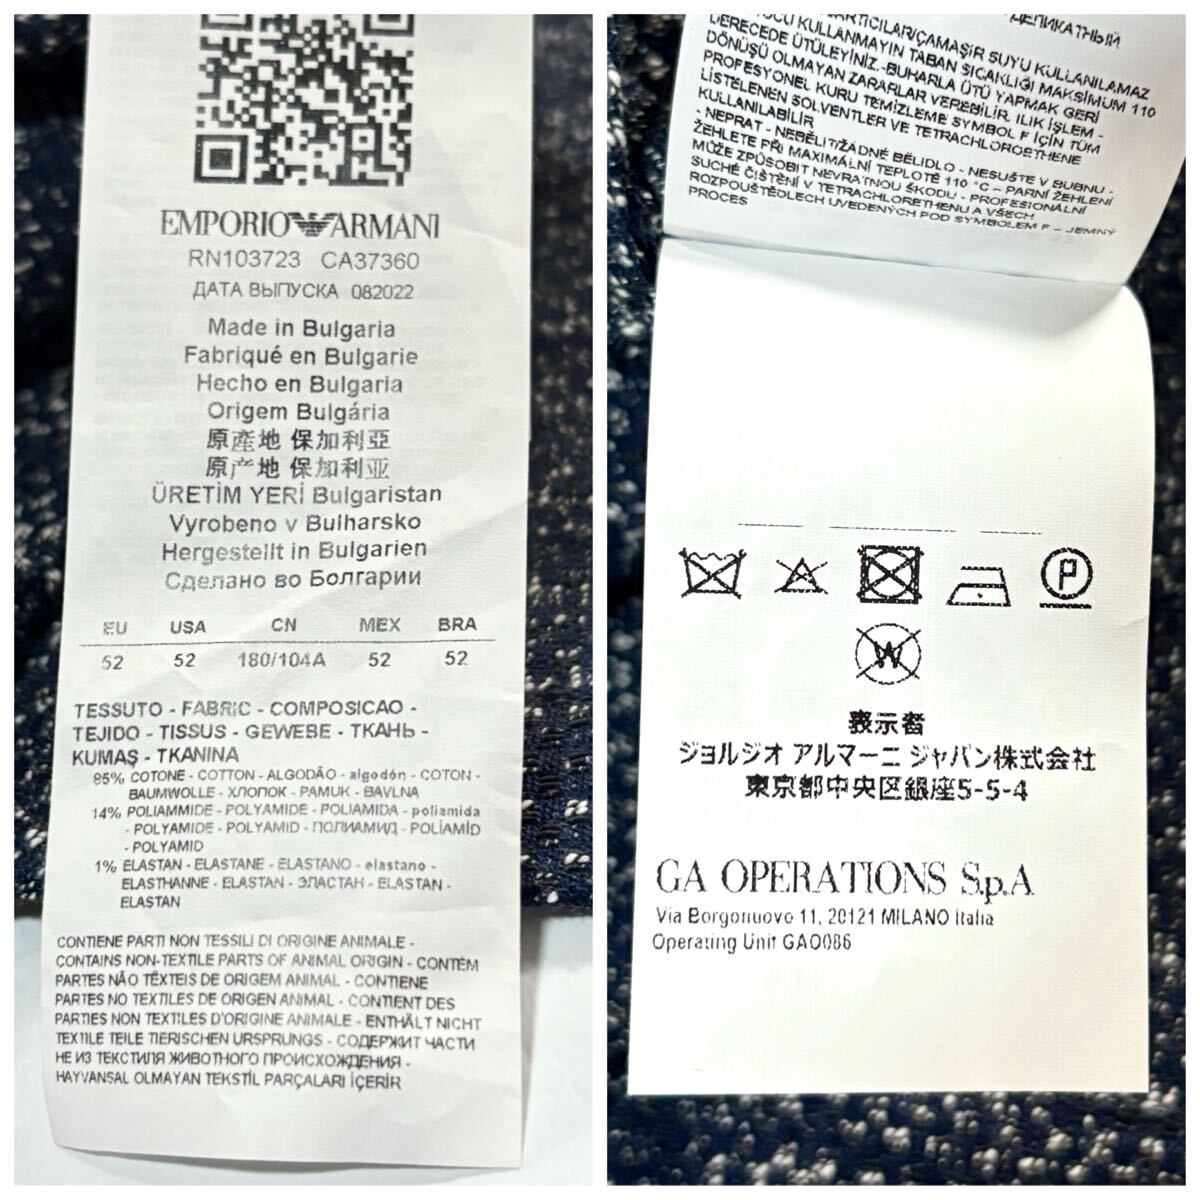 EMPORIO ARMANI
RN103723 CA37360
ДАТА ВЫПУСКА 082022
Made in Bulgaria
Fabriqué en Bulgarie
Hecho en Bulgaria
Origem Bulgária
原產地 保加利亞
原产地 保加利亚
ÜRETİM YERİ Bulgaristan
Vyrobeno v Bulharsko
Hergestellt in Bulgarien
Сделано во Болгарии
EU USA CN MEX BRA
52 52 180/104A 52 52
TESSUTO - FABRIC - COMPOSICAO -
TEJIDO - TISSUS - GEWEBE - ТКАНЬ -
KUMAŞ - TKANINA
85% COTONE - COTTON - ALGODÃO - algodón - COTON -
BAUMWOLLE - ХЛОПОК - PAMUK - BAVLNA
14% POLIAMMIDE - POLYAMIDE - POLIAMIDA - poliamida
- POLYAMIDE - POLYAMID - ПОЛИАМИД - POLİAMİD
- POLYAMID
1% ELASTAN - ELASTANE - ELASTANO - elastano -
ELASTHANNE - ELASTAN - ЭЛАСТАН - ELASTAN -
ELASTAN
CONTIENE PARTI NON TESSILI DI ORIGINE ANIMALE -
CONTAINS NON-TEXTILE PARTS OF ANIMAL ORIGIN - CONTÉM
PARTES NÃO TÊXTEIS DE ORIGEM ANIMAL - CONTIENE
PARTES NO TEXTILES DE ORIGEN ANIMAL - CONTIENT DES
PARTIES NON TEXTILES D'ORIGINE ANIMALE - ENTHÄLT NICHT
TEXTILE TEILE TIERISCHEN URSPRUNGS - СОДЕРЖИТ ЧАСТИ
НЕ ИЗ ТЕКСТИЛЯ ЖИВОТНОГО ПРОИСХОЖДЕНИЯ -
HAYVANSAL OLMAYAN TEKSTİL PARÇALARI İÇERİR
ДЕЛИКАТНЫЙ
PARTICILAR/ÇAMAŞIR SUYU KULLANILAMAZ
KULLANMAYIN TABAN SICAKLIĞI MAKSİMUM 110
DERECEDE ÜTÜLEYİNİZ.-BUHARLA ÜTÜ YAPMAK GERİ
DÖNÜŞÜ OLMAYAN ZARARLAR VEREBİLİR. ILIK İŞLEM -
PROFESYONEL KURU TEMİZLEME SYMBOL F İÇİN TÜM
LİSTELENEN SOLVENTLER VE TETRACHLOROETHENE
KULLANILABİLİR
- NEPRAT - NEBĚLIT/ŽÁDNÉ BĚLIDLO - NESUŠTE V BUBNU -
ŽEHLETE PŘI MAXIMÁLNÍ TEPLOTĚ 110 °C – PARNÍ ŽEHLENÍ
MŮŽE ZPŮSOBIT NEVRATNOU ŠKODU - PROFESIONÁLNÍ
SUCHÉ ČIŠTĚNÍ V TETRACHLORETHENU A VŠECH
ROZPOUŠTĚDLECH UVEDENÝCH POD SYMBOLEM F – JEMNÝ
PROCES
P
W
表示者
ジョルジオ アルマーニ ジャパン株式会社
東京都中央区銀座5-5-4
GA OPERATIONS S.p.A
Via Borgonuovo 11, 20121 MILANO Italia
Operating Unit GAO086